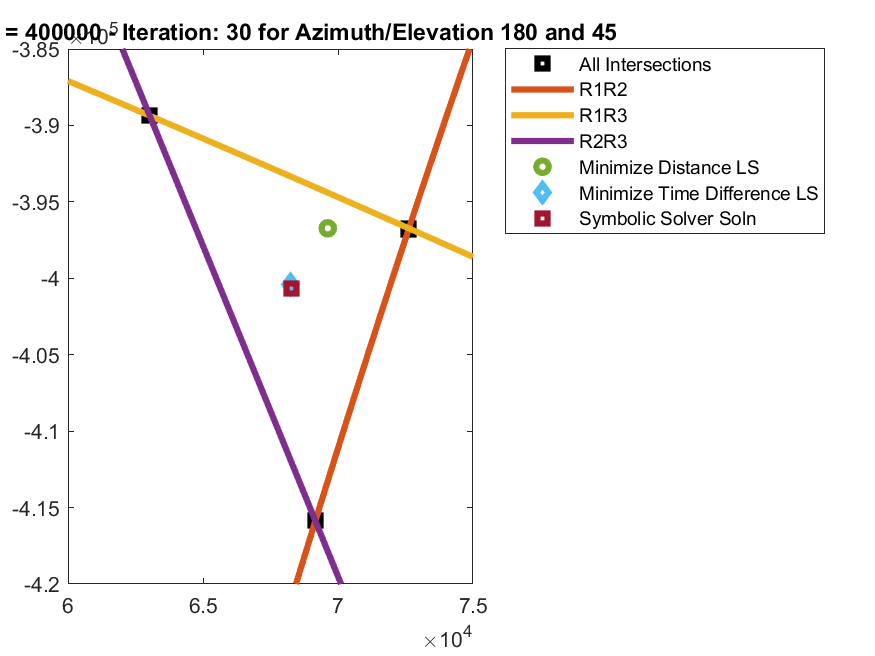 = 400000 - Iteration: 30 for Azimuth/Elevation 180 and 45
×10^5
-3.85
-3.9
-3.95
-4
-4.05
-4.1
-4.15
-4.2
6
6.5
7
7.5
×10^4
All Intersections
R1R2
R1R3
R2R3
Minimize Distance LS
Minimize Time Difference LS
Symbolic Solver Soln